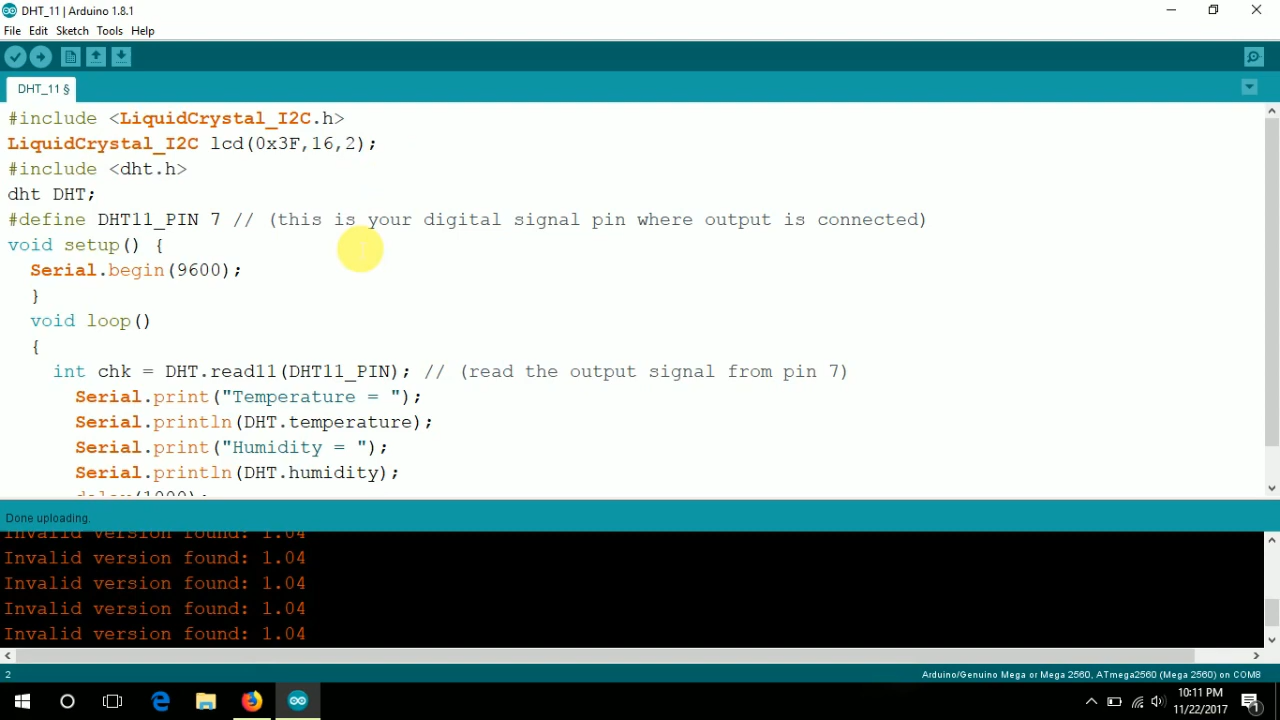 DHT_11 | Arduino 1.8.1
File Edit Sketch Tools Help
DHT_11 §
#include <LiquidCrystal_I2C.h>
LiquidCrystal_I2C lcd(0x3F,16,2);
#include <dht.h>
dht DHT;
#define DHT11_PIN 7 // (this is your digital signal pin where output is connected)
void setup() {
Serial.begin(9600);
}
void loop()
{
int chk = DHT.read11(DHT11_PIN); // (read the output signal from pin 7)
Serial.print("Temperature = ");
Serial.println(DHT.temperature);
Serial.print("Humidity = ");
Serial.println(DHT.humidity);
delay(1000);
Done uploading.
Invalid version found: 1.04
Invalid version found: 1.04
Invalid version found: 1.04
Invalid version found: 1.04
Invalid version found: 1.04
2
Arduino/Genuino Mega or Mega 2560, ATmega2560 (Mega 2560) on COM8
10:11 PM
11/22/2017
1